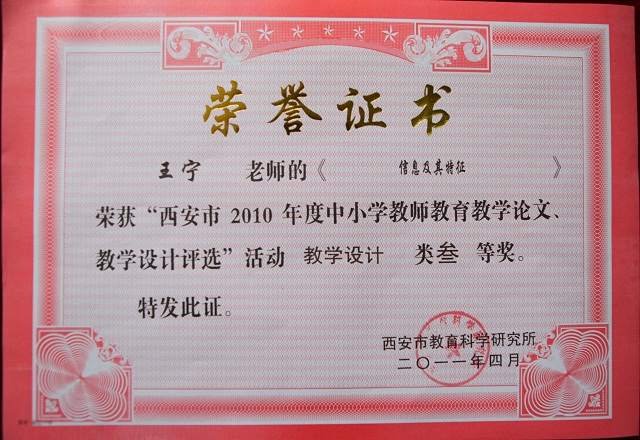 荣誉证书
王宁 老师的《 信息及其特征 》
荣获“西安市 2010 年度中小学教师教育教学论文、
教学设计评选”活动 教学设计 类叁 等奖。
特发此证。
西安市教育科学研究所
二〇一一年四月